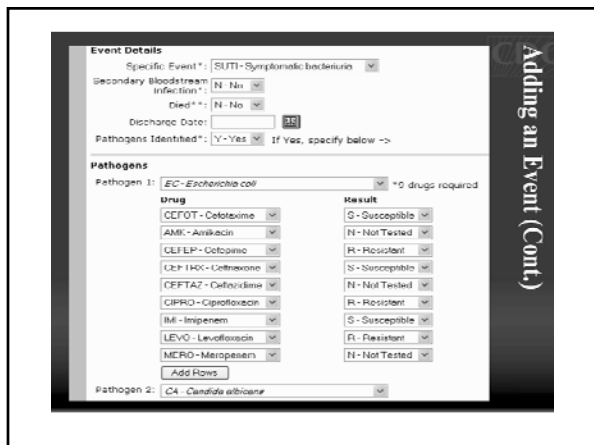 Adding an Event (Cont.)
CDC
Event Details
Specific Event*: SUTI - Symptomatic bacteriuria
Secondary Bloodstream
Infection*: N - No
Died**: N - No
Discharge Date:
Pathogens Identified*: Y - Yes If Yes, specify below ->
Pathogens
Pathogen 1: EC - Escherichia coli *9 drugs required
Drug Result
CEFOT - Cefotaxime S - Susceptible
AMK - Amikacin N - Not Tested
CEFEP - Cefepime R - Resistant
CEFTRX - Ceftriaxone S - Susceptible
CEFTAZ - Ceftazidime N - Not Tested
CIPRO - Ciprofloxacin R - Resistant
IMI - Imipenem S - Susceptible
LEVO - Levofloxacin R - Resistant
MERO - Meropenem N - Not Tested
Add Rows
Pathogen 2: CA - Candida albicans